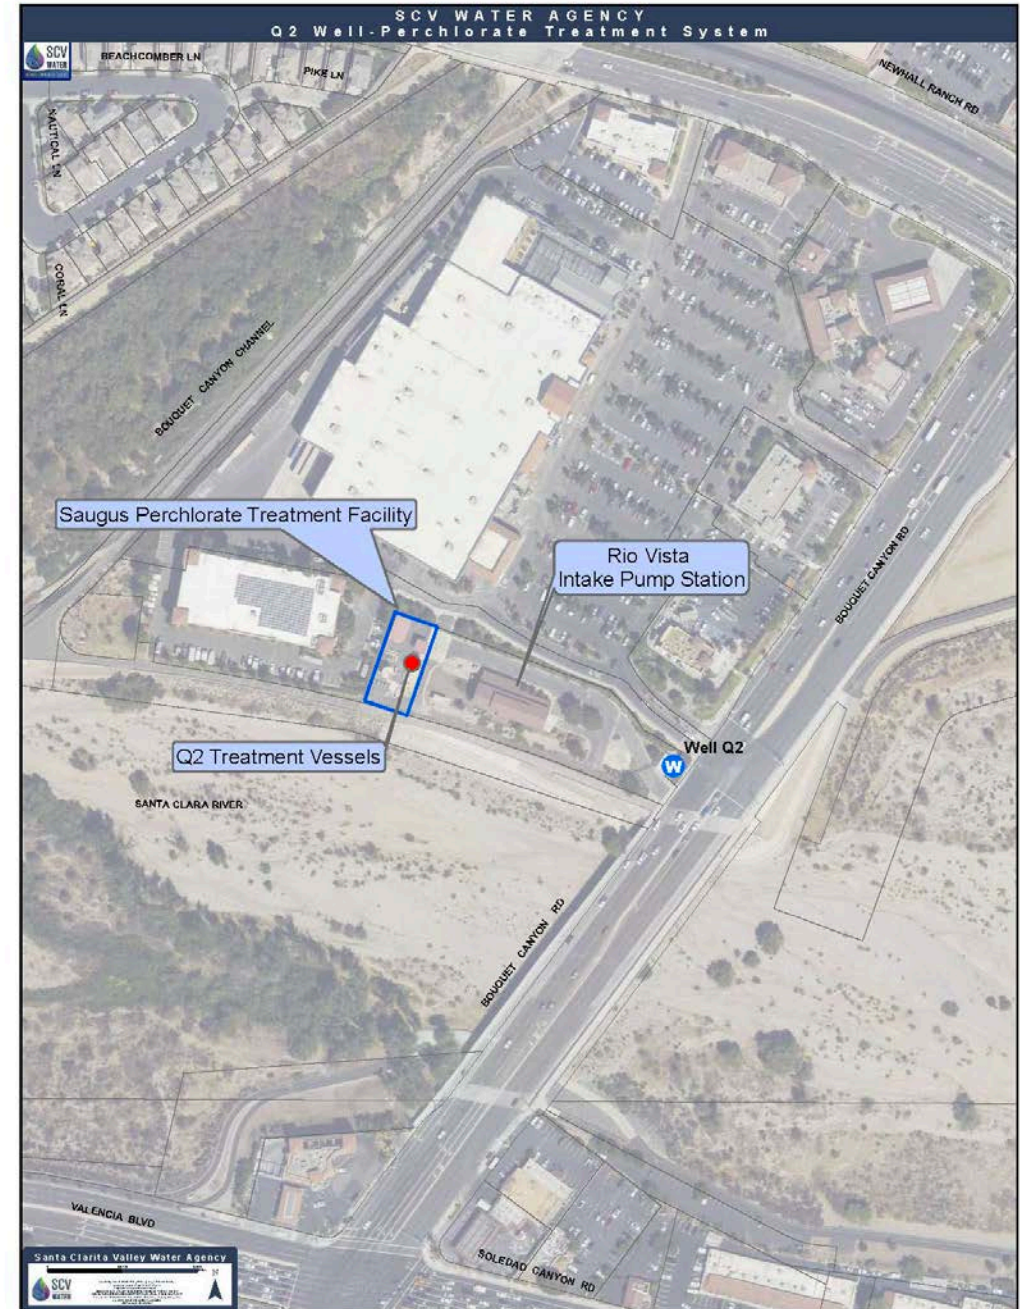 SCV WATER AGENCY
Q2 Well-Perchlorate Treatment System
SCV
WATER
BEACHCOMBER LN
PIKE LN
NEWHALL RANCH RD
NAUTICAL LN
CORAL LN
BOUQUET CANYON CHANNEL
Saugus Perchlorate Treatment Facility
Rio Vista
Intake Pump Station
BOUQUET CANYON RD
Q2 Treatment Vessels
Well Q2
W
SANTA CLARA RIVER
BOUQUET CANYON RD
VALENCIA BLVD
SOLEDAD CANYON RD
Santa Clarita Valley Water Agency
N
SCV
WATER